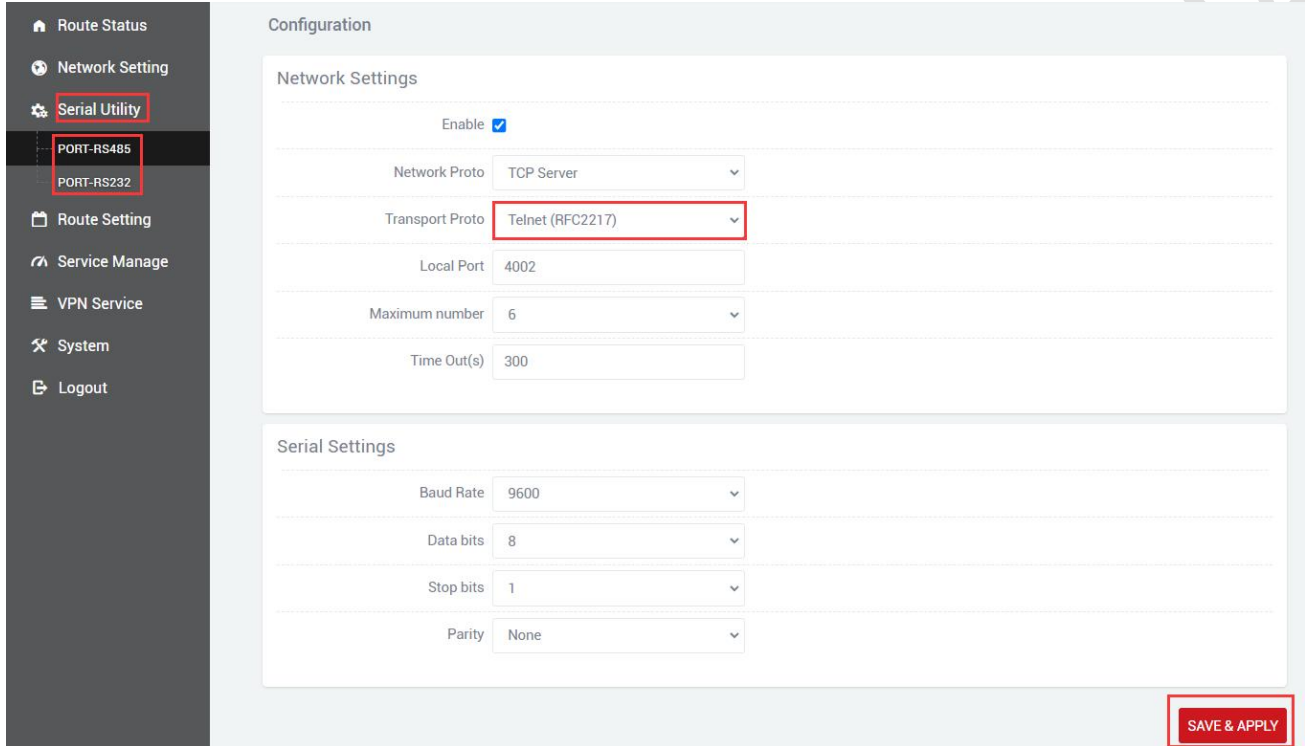 Route Status
Network Setting
Serial Utility
PORT-RS485
PORT-RS232
Route Setting
Service Manage
VPN Service
System
Logout
Configuration
Network Settings
Enable
Network Proto TCP Server
Transport Proto Telnet (RFC2217)
Local Port 4002
Maximum number 6
Time Out(s) 300
Serial Settings
Baud Rate 9600
Data bits 8
Stop bits 1
Parity None
SAVE & APPLY